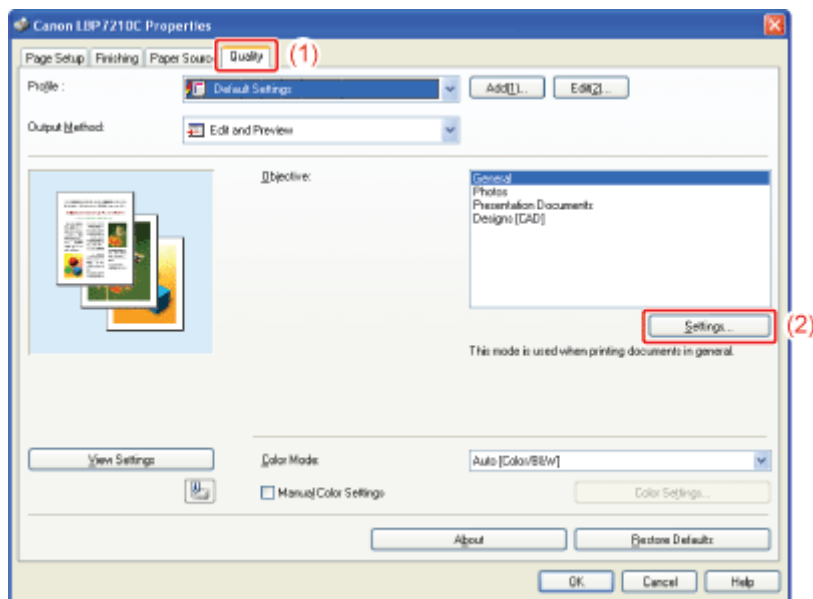 Canon LBP7210C Properties
Page Setup Finishing Paper Source Quality (1)
Profile : Default Settings Add(1)... Edit(2)...
Output Method: Edit and Preview
Objective: General
Photos
Presentation Documents
Designs [CAD]
Settings... (2)
This mode is used when printing documents in general.
View Settings Color Mode: Auto [Color/B&W]
Manual Color Settings Color Settings...
About Restore Defaults
OK Cancel Help